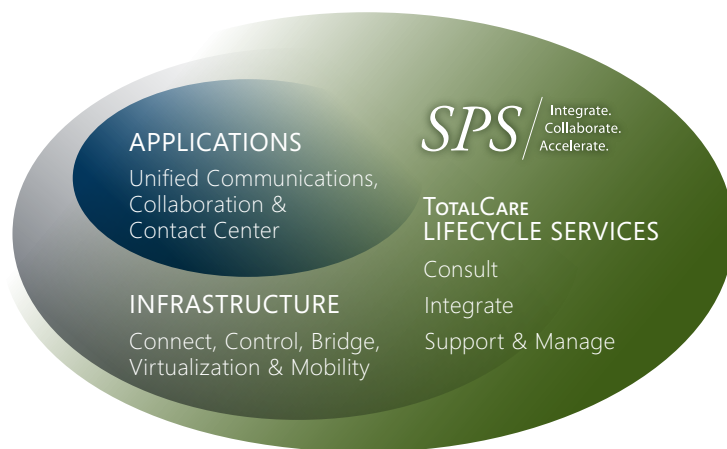 APPLICATIONS
Unified Communications,
Collaboration &
Contact Center
INFRASTRUCTURE
Connect, Control, Bridge,
Virtualization & Mobility
SPS/
Integrate.
Collaborate.
Accelerate.
TOTALCARE
LIFECYCLE SERVICES
Consult
Integrate
Support & Manage